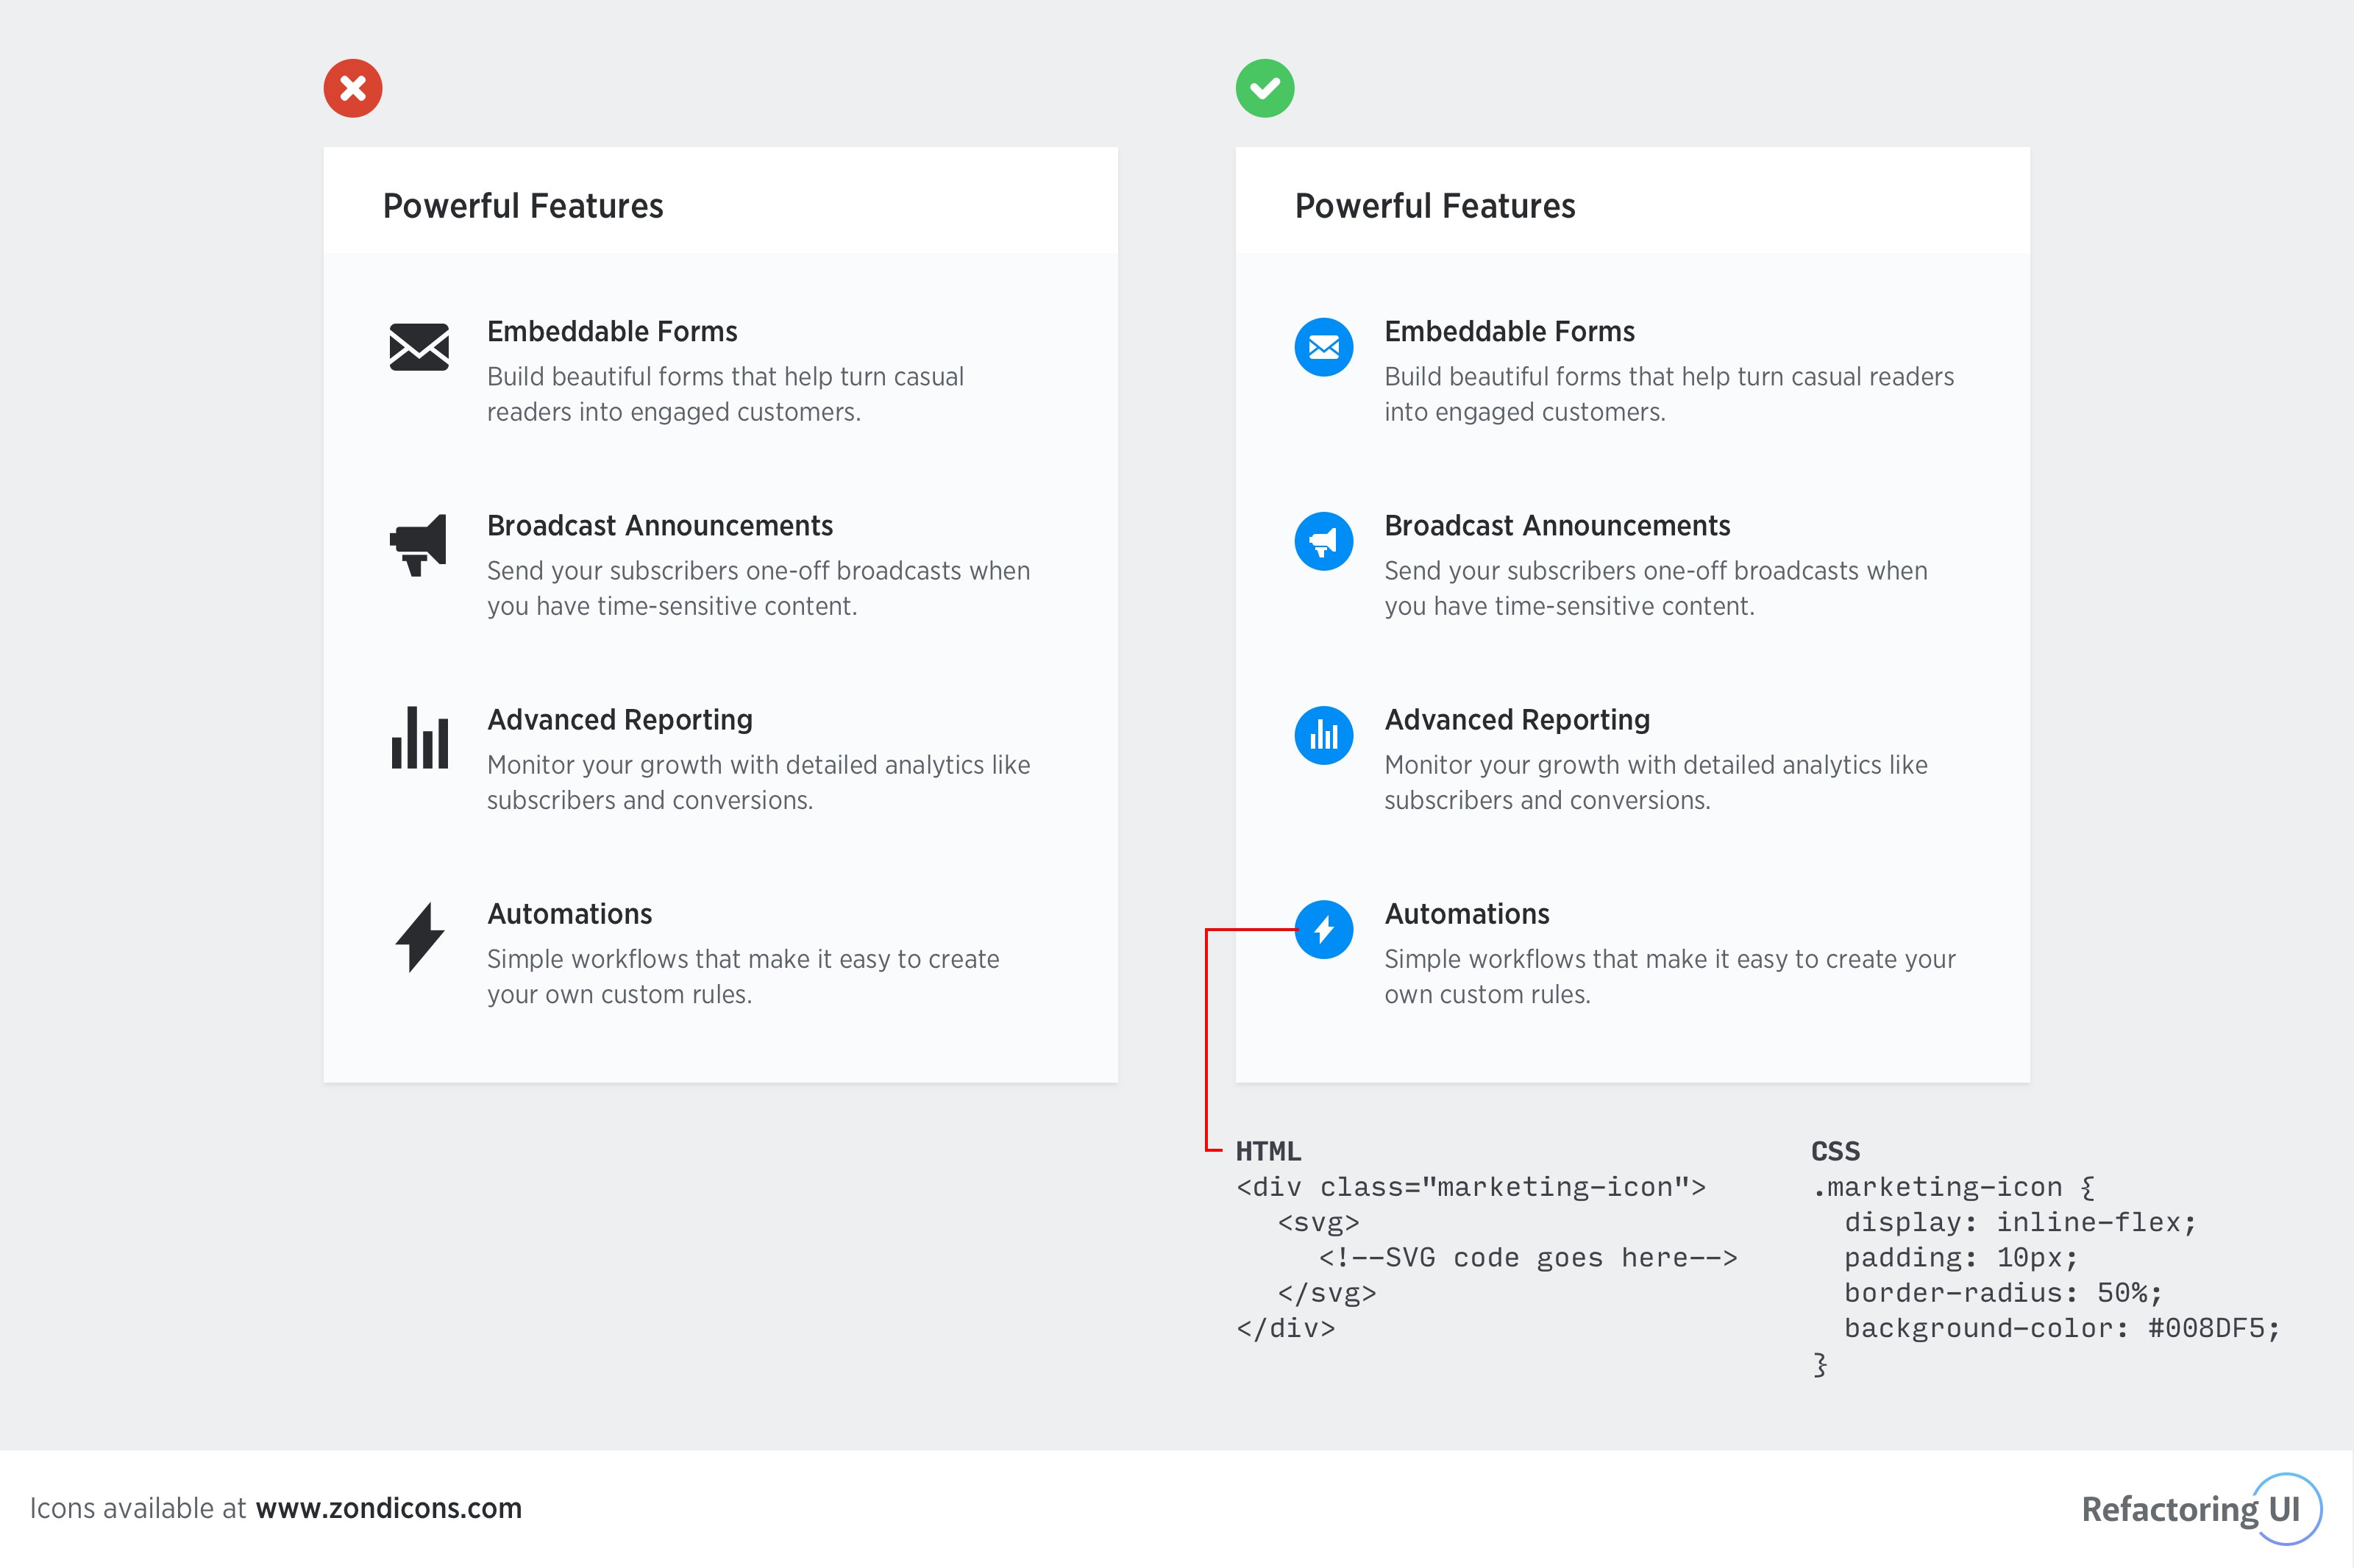 Powerful Features
Embeddable Forms
Build beautiful forms that help turn casual
readers into engaged customers.
Broadcast Announcements
Send your subscribers one-off broadcasts when
you have time-sensitive content.
Advanced Reporting
Monitor your growth with detailed analytics like
subscribers and conversions.
Automations
Simple workflows that make it easy to create
your own custom rules.
Powerful Features
Embeddable Forms
Build beautiful forms that help turn casual readers
into engaged customers.
Broadcast Announcements
Send your subscribers one-off broadcasts when
you have time-sensitive content.
Advanced Reporting
Monitor your growth with detailed analytics like
subscribers and conversions.
Automations
Simple workflows that make it easy to create your
own custom rules.
HTML
<div class="marketing-icon">
<svg>
<!--SVG code goes here-->
</svg>
</div>
CSS
.marketing-icon {
display: inline-flex;
padding: 10px;
border-radius: 50%;
background-color: #008DF5;
}
Icons available at www.zondicons.com
Refactoring UI